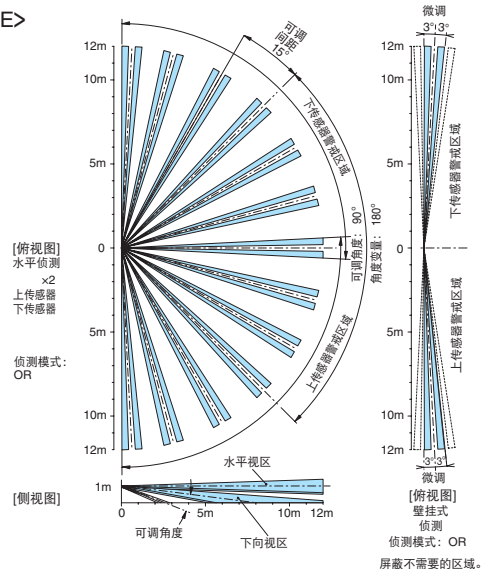 E>
12m
10m
5m
0
5m
10m
12m
可调
间距
15°
下传感器警戒区域
可调角度：90°
角度变量：180°
上传感器警戒区域
[俯视图]
水平侦测
×2
上传感器
下传感器
侦测模式：
OR
[侧视图]
1m
水平视区
0
5m
10m
12m
可调角度
下向视区
微调
3° 3°
12m
10m
5m
0
5m
10m
12m
下传感器警戒区域
上传感器警戒区域
3° 3°
微调
[俯视图]
壁挂式
侦测
侦测模式：OR
屏蔽不需要的区域。